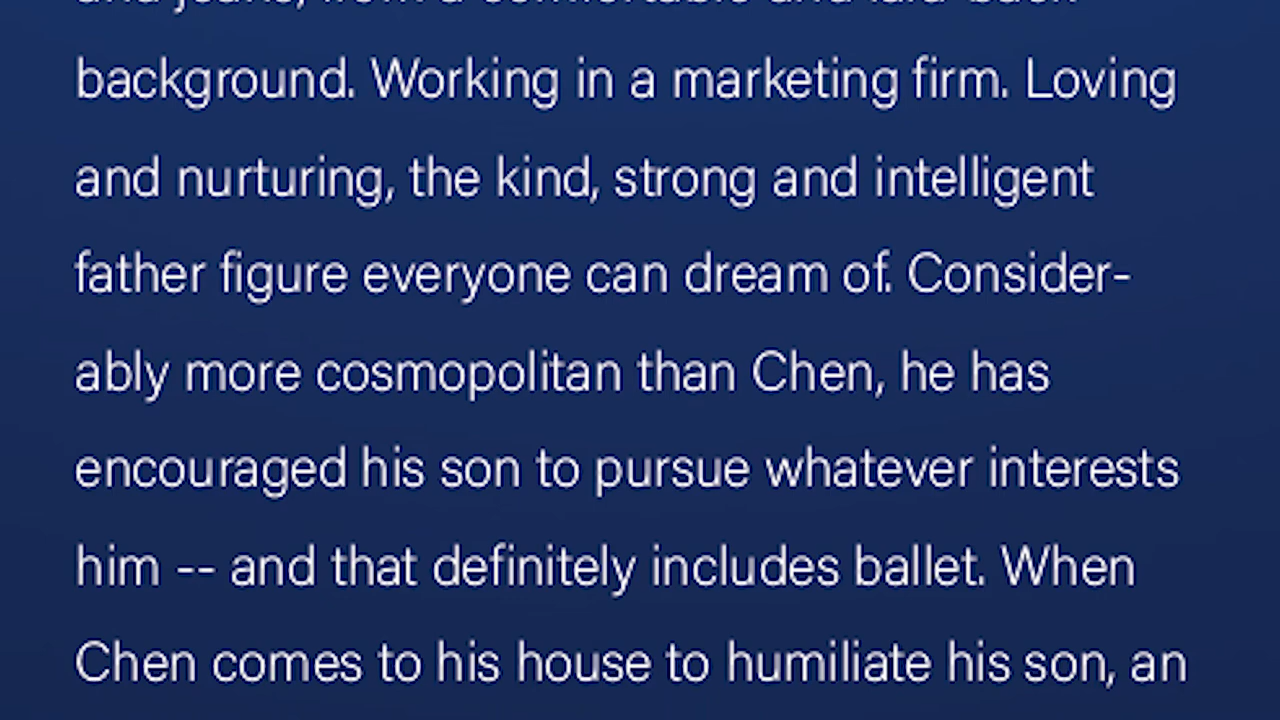 background. Working in a marketing firm. Loving
and nurturing, the kind, strong and intelligent
father figure everyone can dream of. Consider-
ably more cosmopolitan than Chen, he has
encouraged his son to pursue whatever interests
him -- and that definitely includes ballet. When
Chen comes to his house to humiliate his son, an